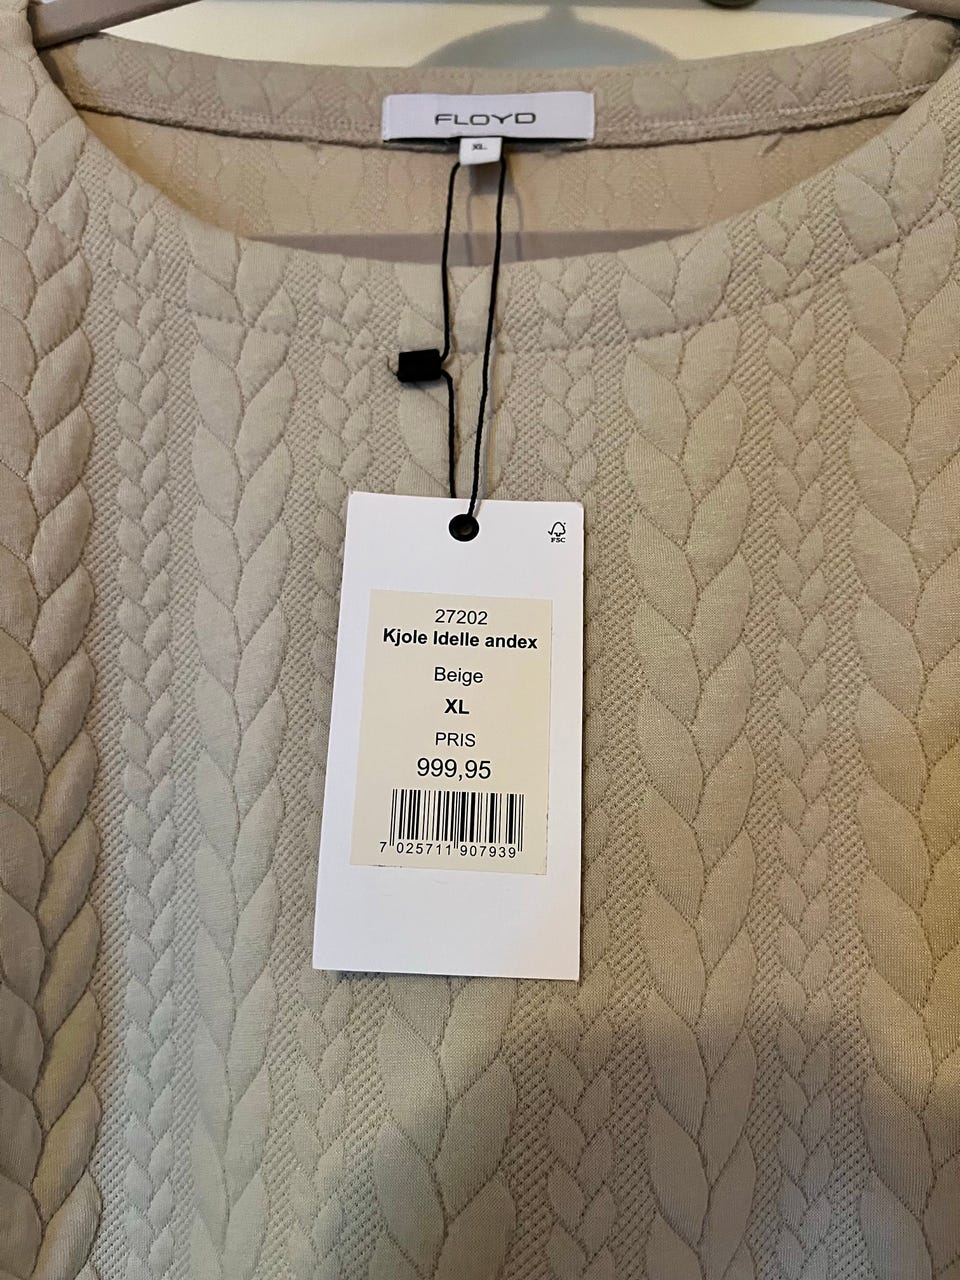 FLOYD
XL
FSC
27202
Kjole Idelle andex
Beige
XL
PRIS
999,95
7 025711 907939